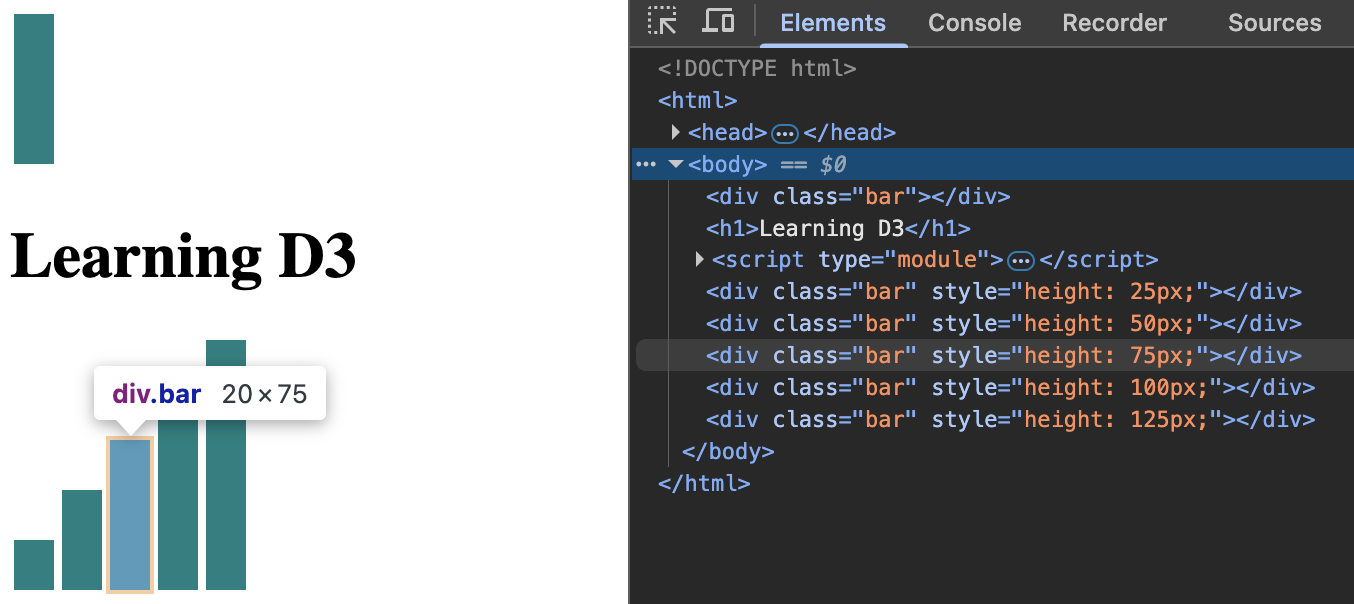 Elements Console Recorder Sources
<!DOCTYPE html>
<html>
<head>•••</head>
••• <body> == $0
<div class="bar"></div>
<h1>Learning D3</h1>
<script type="module">•••</script>
<div class="bar" style="height: 25px;"></div>
<div class="bar" style="height: 50px;"></div>
<div class="bar" style="height: 75px;"></div>
<div class="bar" style="height: 100px;"></div>
<div class="bar" style="height: 125px;"></div>
</body>
</html>
Learning D3
div.bar 20×75